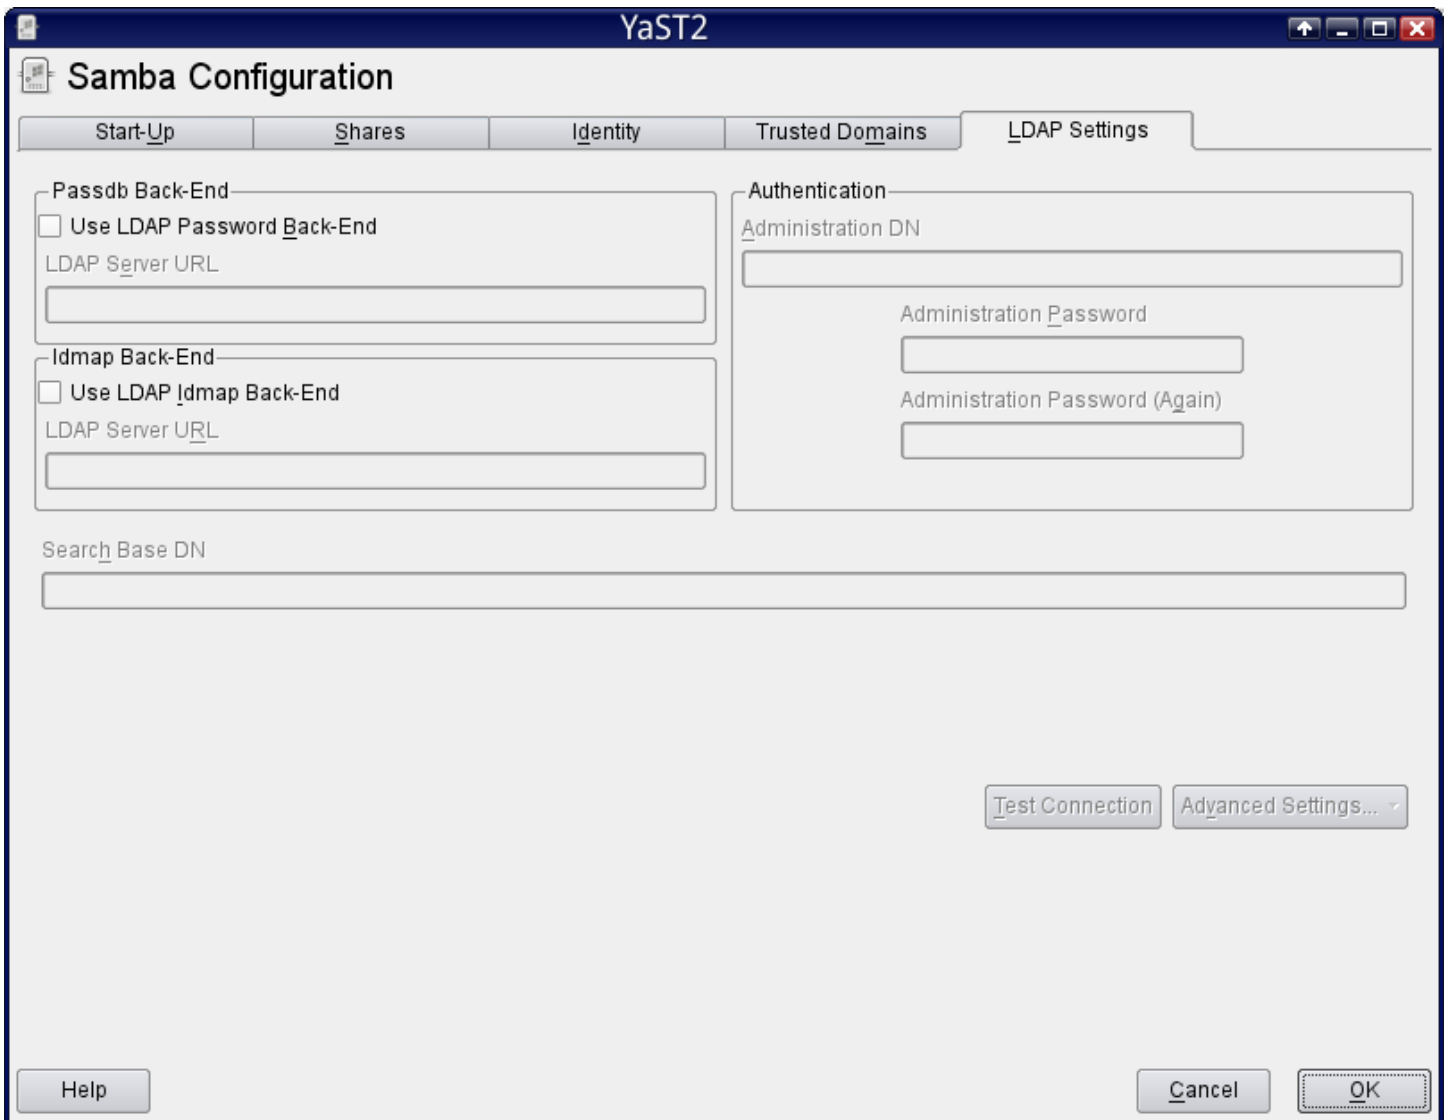 YaST2
Samba Configuration
Start-Up
Shares
Identity
Trusted Domains
LDAP Settings
Passdb Back-End
Use LDAP Password Back-End
LDAP Server URL
Idmap Back-End
Use LDAP Idmap Back-End
LDAP Server URL
Authentication
Administration DN
Administration Password
Administration Password (Again)
Search Base DN
Test Connection
Advanced Settings...
Help
Cancel
OK